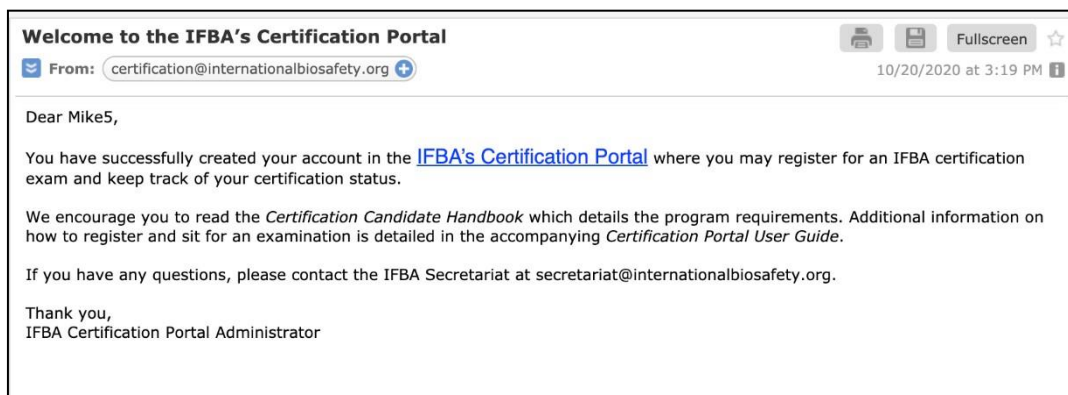 Welcome to the IFBA’s Certification Portal
Fullscreen
From: certification@internationalbiosafety.org
10/20/2020 at 3:19 PM
Dear Mike5,
You have successfully created your account in the IFBA's Certification Portal where you may register for an IFBA certification
exam and keep track of your certification status.
We encourage you to read the Certification Candidate Handbook which details the program requirements. Additional information on
how to register and sit for an examination is detailed in the accompanying Certification Portal User Guide.
If you have any questions, please contact the IFBA Secretariat at secretariat@internationalbiosafety.org.
Thank you,
IFBA Certification Portal Administrator